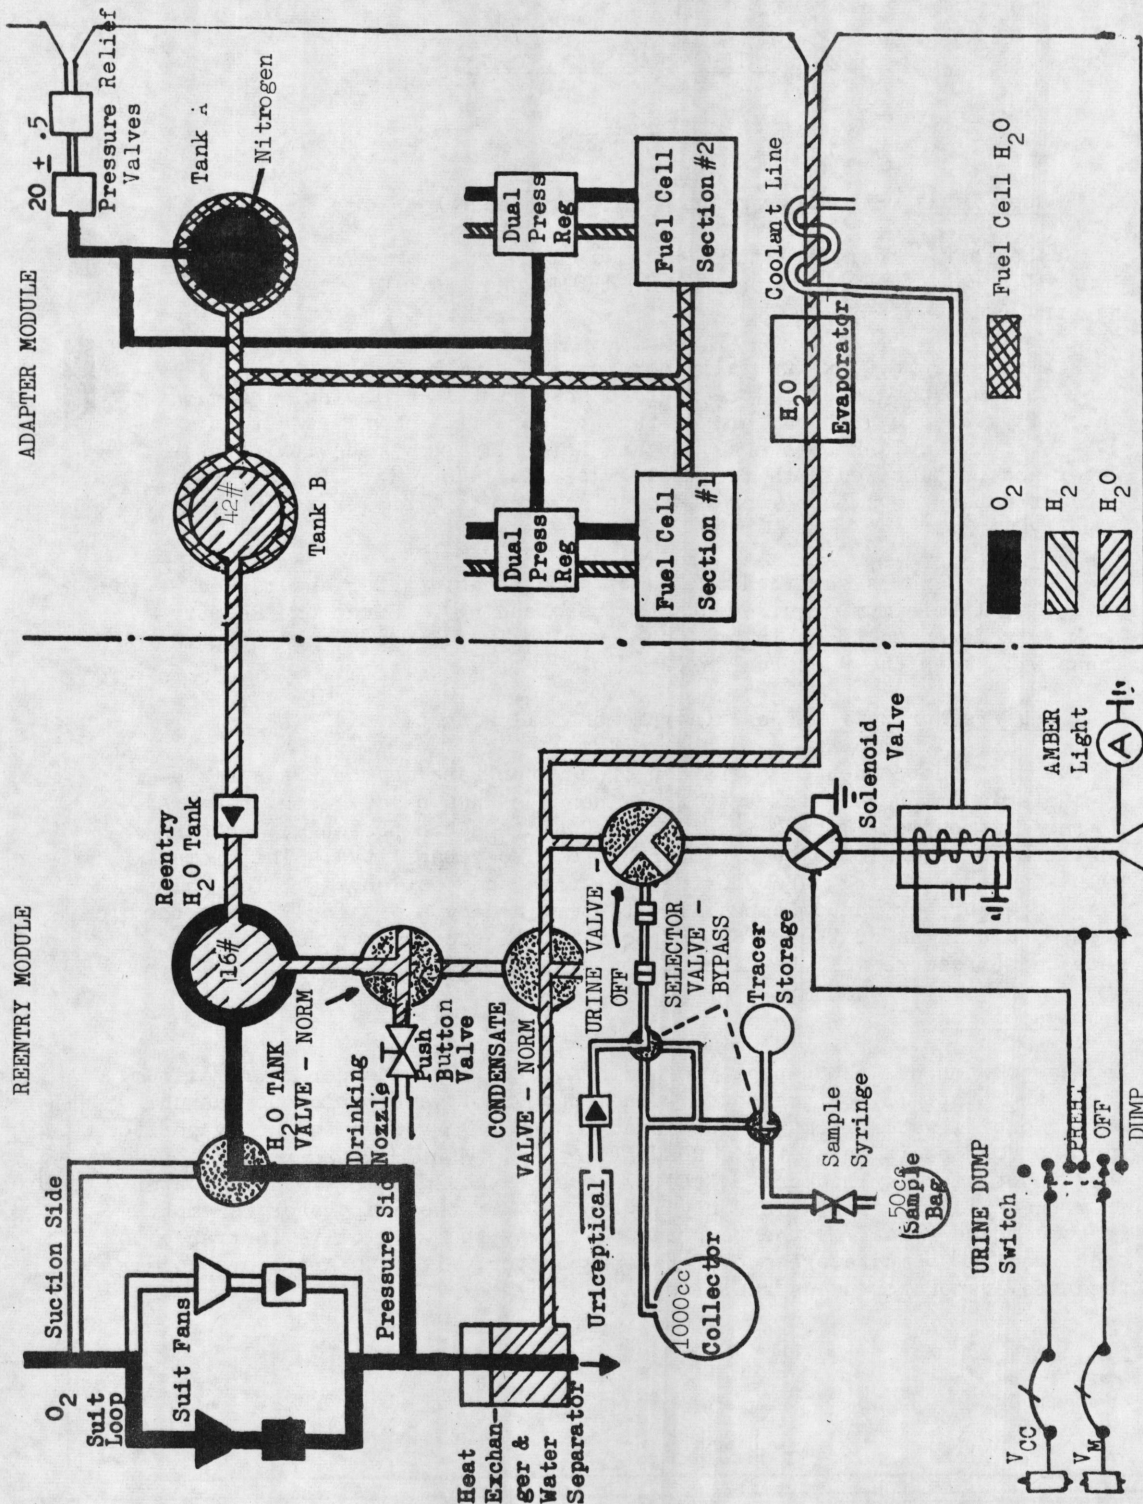 ADAPTER MODULE
20 ± .5
Pressure Relief
Valves
Tank A
Nitrogen
42#
Tank B
Dual
Press
Reg
Fuel Cell
Section #2
Dual
Press
Reg
Fuel Cell
Section #1
Coolant Line
H2O
Evaporator
O2
H2
H2O
Fuel Cell H2O
REENTRY MODULE
Reentry
H2O Tank
16#
H2O TANK
VALVE - NORM
Drinking
Nozzle
Push
Button
Valve
CONDENSATE
VALVE - NORM
URINE VALVE -
OFF
SELECTOR
VALVE -
BYPASS
Tracer
Storage
Solenoid
Valve
AMBER
Light
A
Suction Side
O2
Suit
Loop
Suit Fans
Pressure Sid
Heat
Exchan-
ger &
Water
Separator
Uriceptical
1000cc
Collector
Sample
Syringe
50cc
Sample
Bag
URINE DUMP
Switch
PREHT
OFF
DUMP
VCC
VM